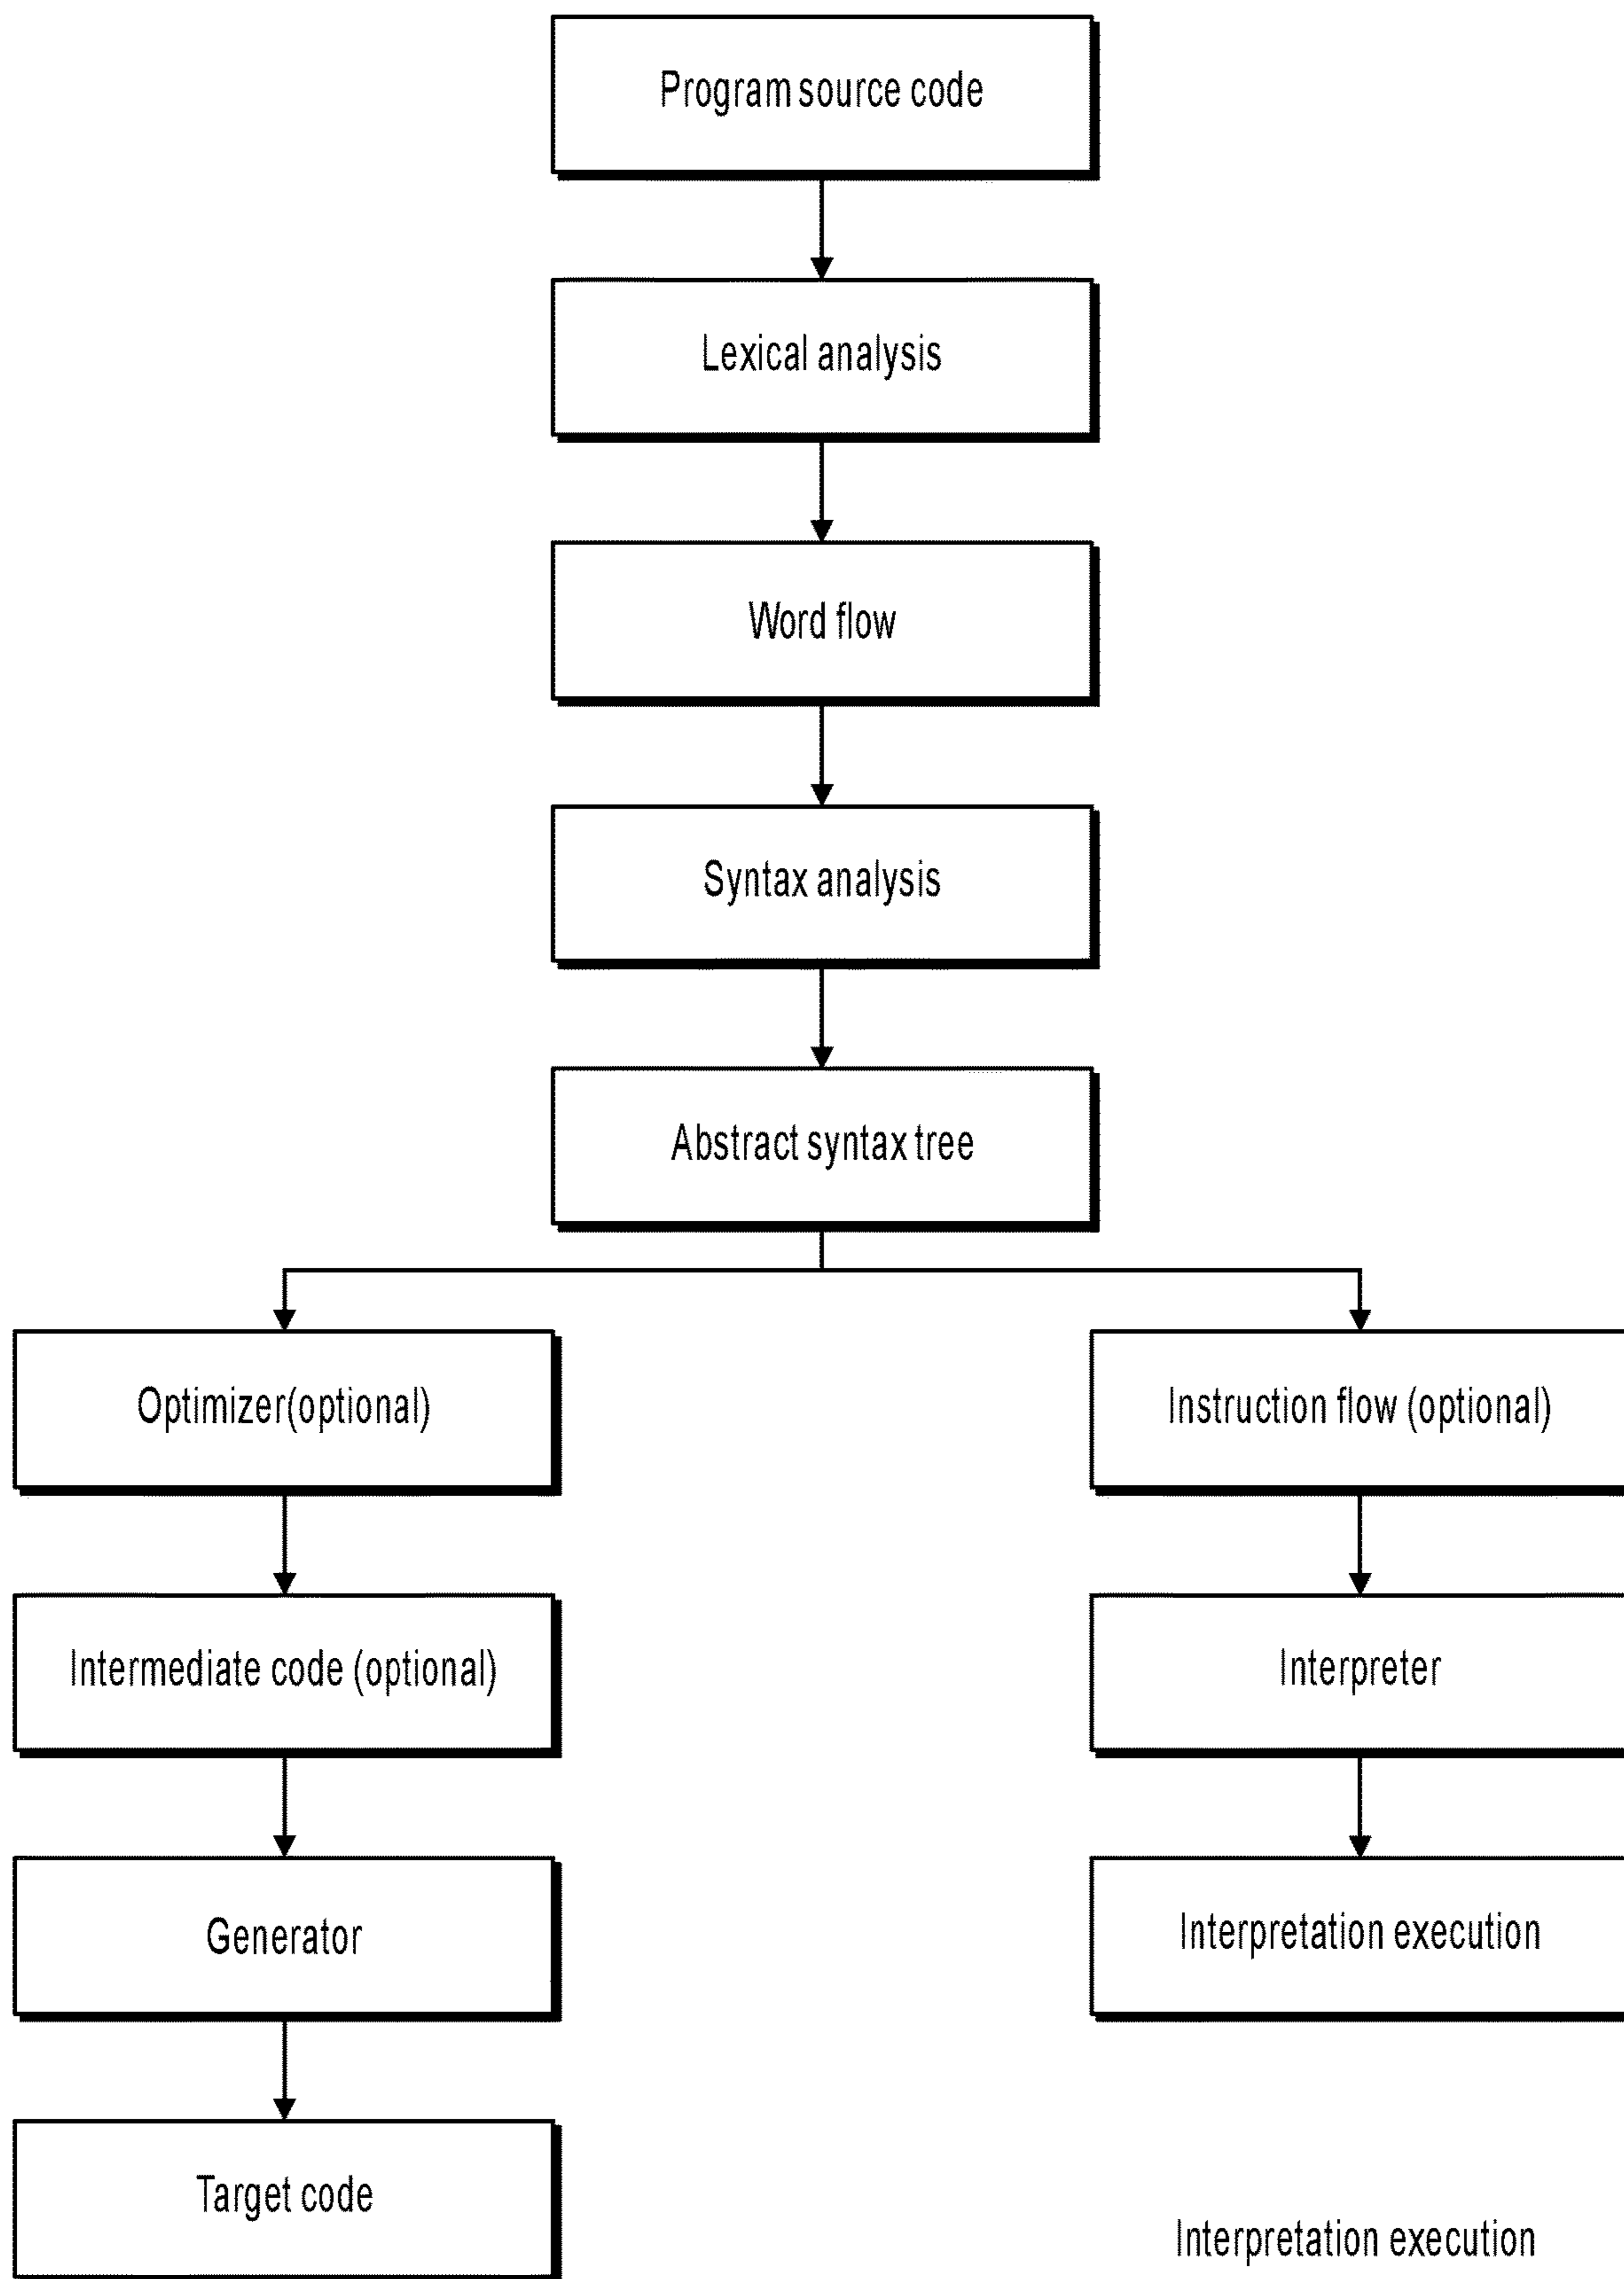 Program source code
Lexical analysis
Word flow
Syntax analysis
Abstract syntax tree
Optimizer(optional)
Instruction flow (optional)
Intermediate code (optional)
Interpreter
Generator
Interpretation execution
Target code
Interpretation execution